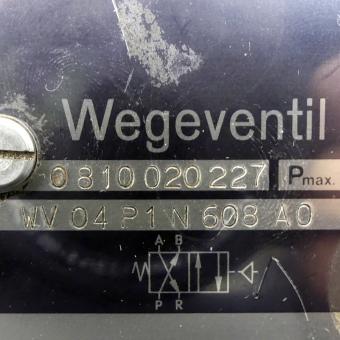 Wegeventil
0 810 020 227 Pmax.
WV 04 P1 N 608 A0
A B
P R